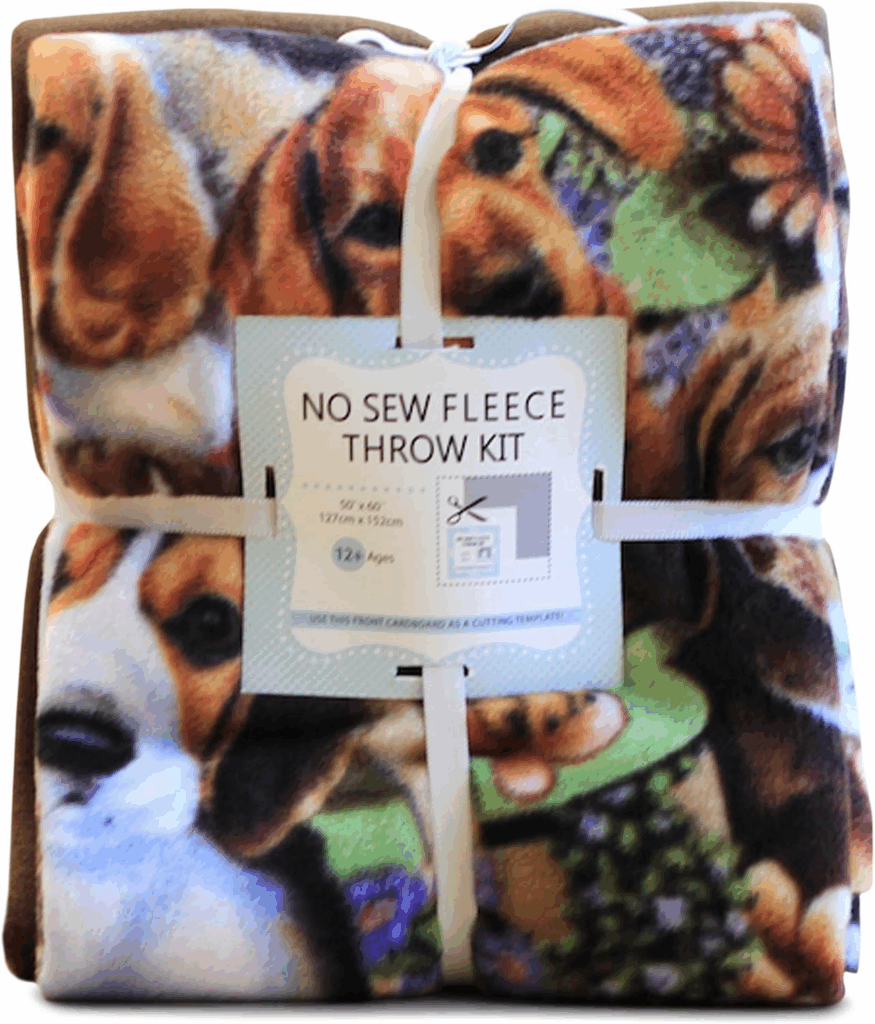 NO SEW FLEECE
THROW KIT
50" x 60"
127cm x 152cm
12+ Ages
USE THIS FRONT CARDBOARD AS A CUTTING TEMPLATE!